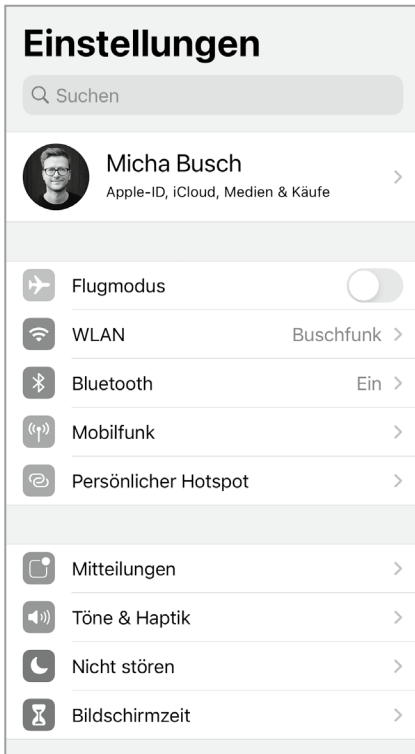 Einstellungen
Suchen
Micha Busch
Apple-ID, iCloud, Medien & Käufe
Flugmodus
WLAN Buschfunk
Bluetooth Ein
Mobilfunk
Persönlicher Hotspot
Mitteilungen
Töne & Haptik
Nicht stören
Bildschirmzeit